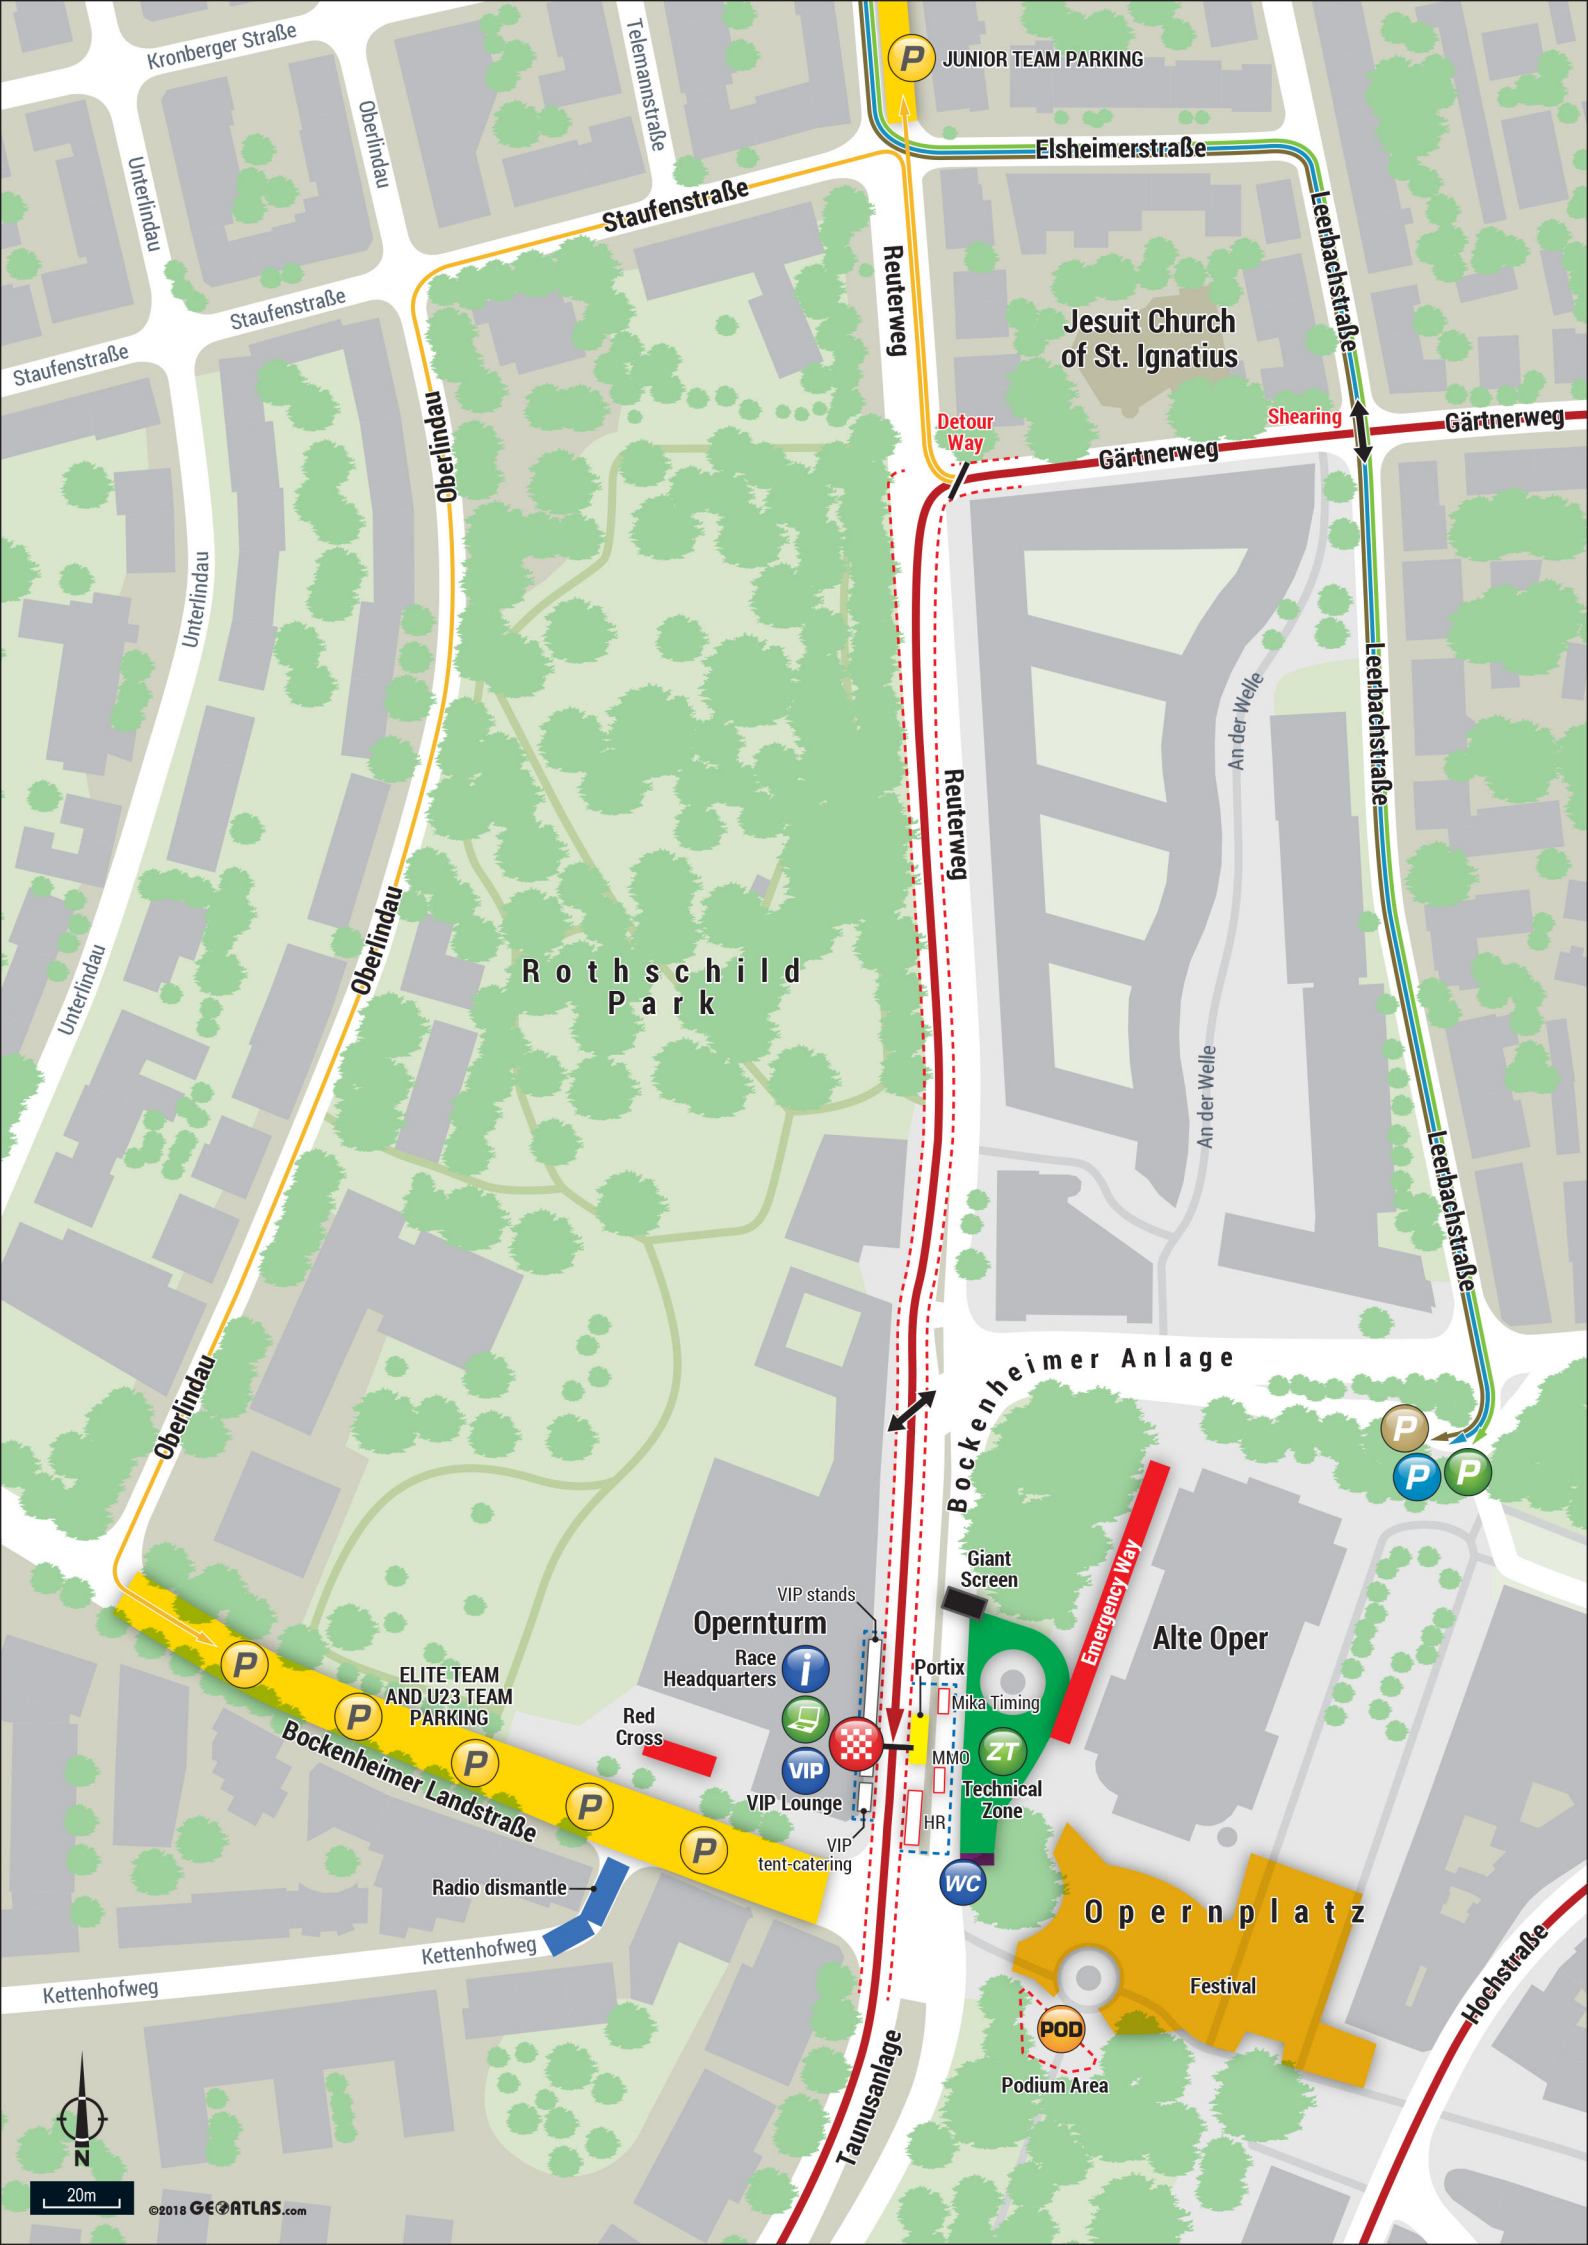 Kronberger Straße
Telemannstraße
P
JUNIOR TEAM PARKING
Oberlindau
Unterlindau
Elsheimerstraße
Staufenstraße
Leerbachstraße
Reuterweg
Staufenstraße
Jesuit Church
of St. Ignatius
Staufenstraße
Oberlindau
Detour
Way
Shearing
Gärtnerweg
Gärtnerweg
Unterlindau
An der Welle
Leerbachstraße
Reuterweg
Oberlindau
Unterlindau
Rothschild
Park
An der Welle
Leerbachstraße
Oberlindau
Bockenheimer Anlage
P
P
P
Giant
Screen
Emergency Way
Alte Oper
VIP stands
Opernturm
Race
Headquarters
i
Portix
Mika Timing
P
ELITE TEAM
AND U23 TEAM
PARKING
P
P
P
P
Bockenheimer Landstraße
Red
Cross
VIP
VIP Lounge
MMO
ZT
Technical
Zone
HR
VIP
tent-catering
WC
Radio dismantle
Kettenhofweg
Kettenhofweg
Opernplatz
Festival
Hochstraße
POD
Podium Area
Taunusanlage
N
20m
©2018 GEOATLAS.com